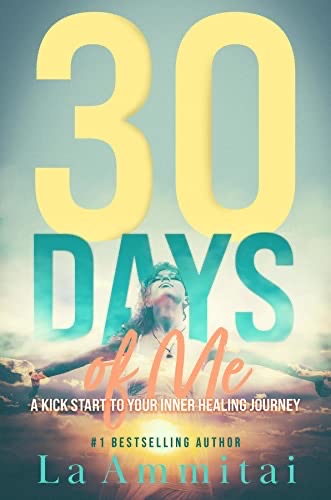 30
DAYS
of Me
A KICK START TO YOUR INNER HEALING JOURNEY
#1 BESTSELLING AUTHOR
La Ammitai